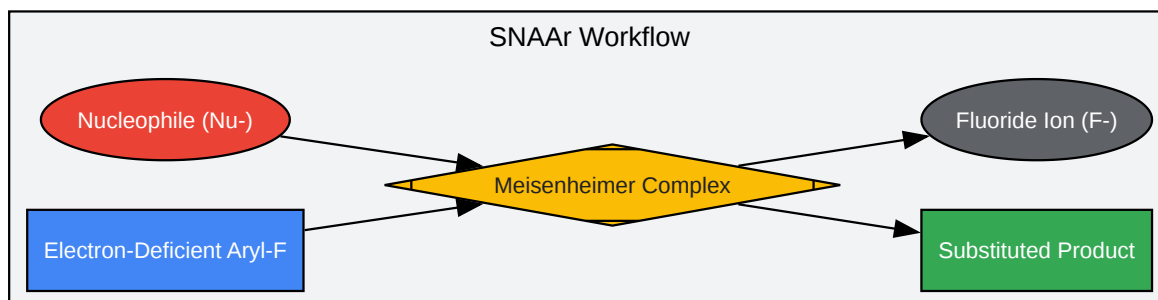 SNAAr Workflow
Nucleophile (Nu-)
Fluoride Ion (F-)
Meisenheimer Complex
Electron-Deficient Aryl-F
Substituted Product